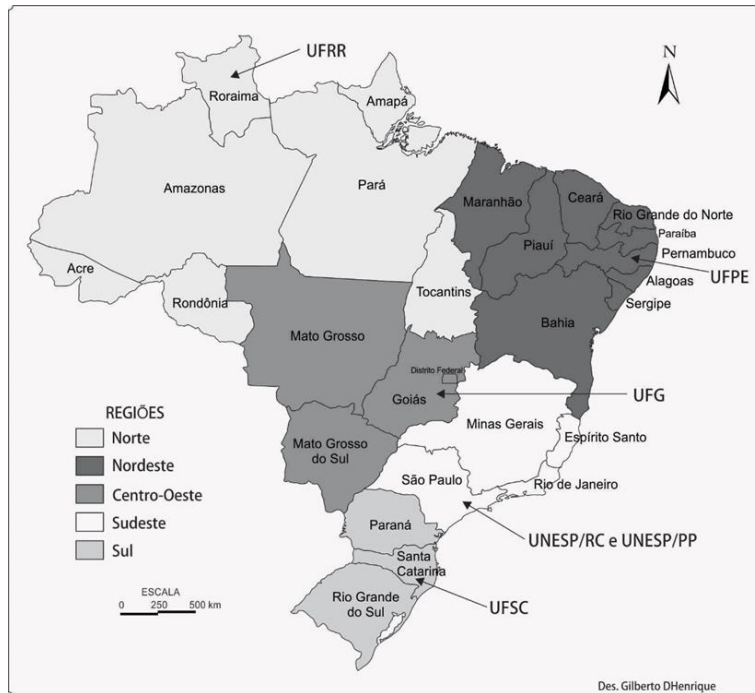 UFRR
N
Roraima
Amapá
Amazonas
Pará
Maranhão
Ceará
Rio Grande do Norte
Paraíba
Piauí
Pernambuco
UFPE
Acre
Rondônia
Tocantins
Alagoas
Sergipe
Bahia
Mato Grosso
Distrito Federal
Goiás
UFG
Minas Gerais
Espírito Santo
Mato Grosso
do Sul
São Paulo
Rio de Janeiro
Paraná
UNESP/RC e UNESP/PP
Santa
Catarina
UFSC
Rio Grande
do Sul
REGIÕES
Norte
Nordeste
Centro-Oeste
Sudeste
Sul
ESCALA
0 250 500 km
Des. Gilberto DHenrique